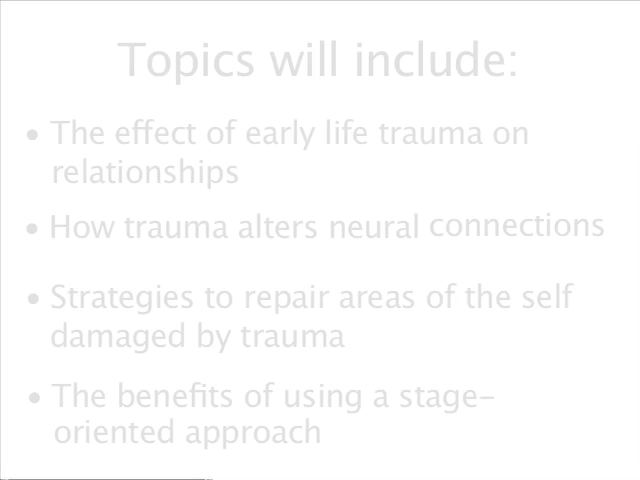 Topics will include:
• The effect of early life trauma on
relationships
• How trauma alters neural connections
• Strategies to repair areas of the self
damaged by trauma
• The benefits of using a stage-
oriented approach